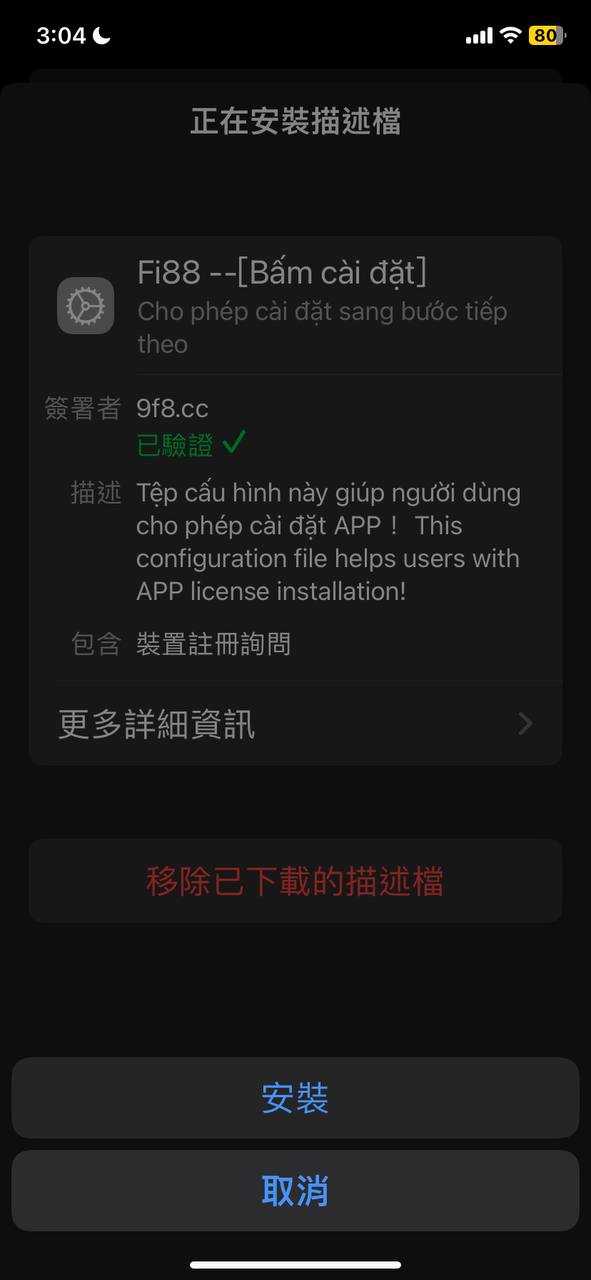 3:04
80
正在安裝描述檔
Fi88 --[Bấm cài đặt]
Cho phép cài đặt sang bước tiếp
theo
簽署者 9f8.cc
已驗證
描述 Tệp cấu hình này giúp người dùng
cho phép cài đặt APP！ This
configuration file helps users with
APP license installation!
包含 裝置註冊詢問
更多詳細資訊
移除已下載的描述檔
安裝
取消